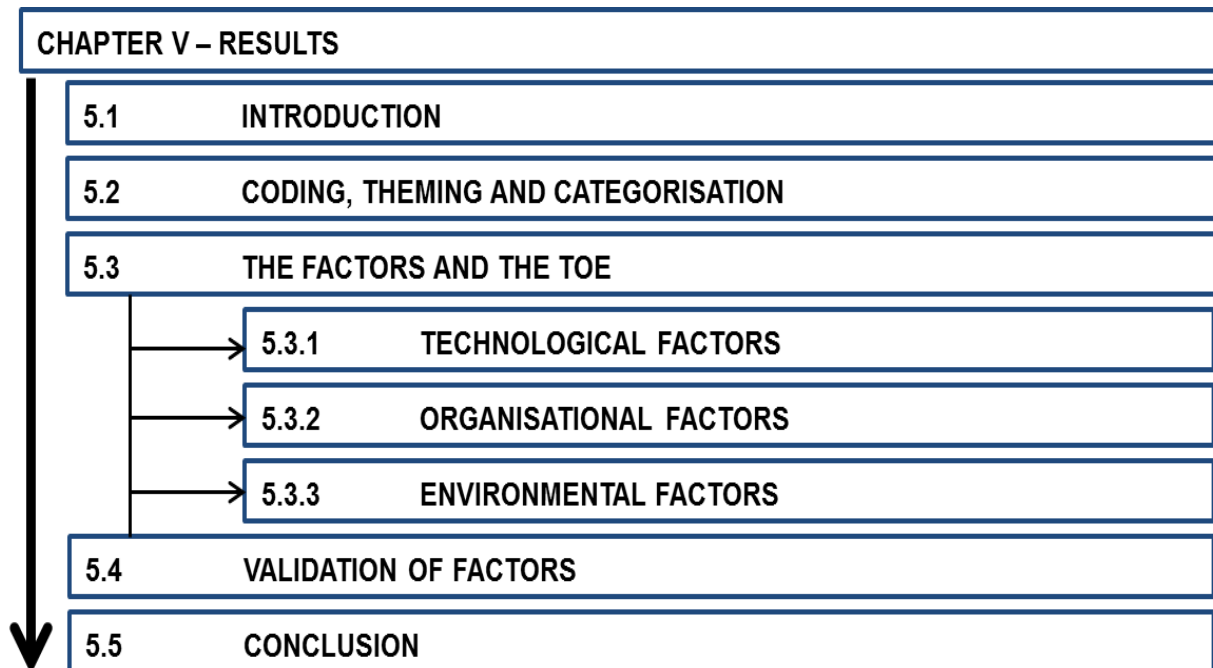 CHAPTER V – RESULTS
5.1 INTRODUCTION
5.2 CODING, THEMING AND CATEGORISATION
5.3 THE FACTORS AND THE TOE
5.3.1 TECHNOLOGICAL FACTORS
5.3.2 ORGANISATIONAL FACTORS
5.3.3 ENVIRONMENTAL FACTORS
5.4 VALIDATION OF FACTORS
5.5 CONCLUSION